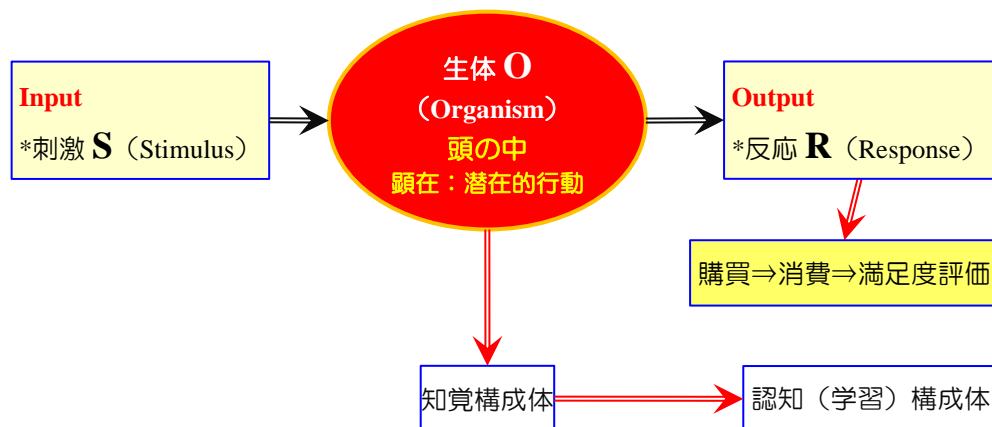 Input
*刺激 S（Stimulus）
生体 O
（Organism）
頭の中
顕在：潜在的行動
Output
*反応 R（Response）
購買⇒消費⇒満足度評価
知覚構成体
認知（学習）構成体